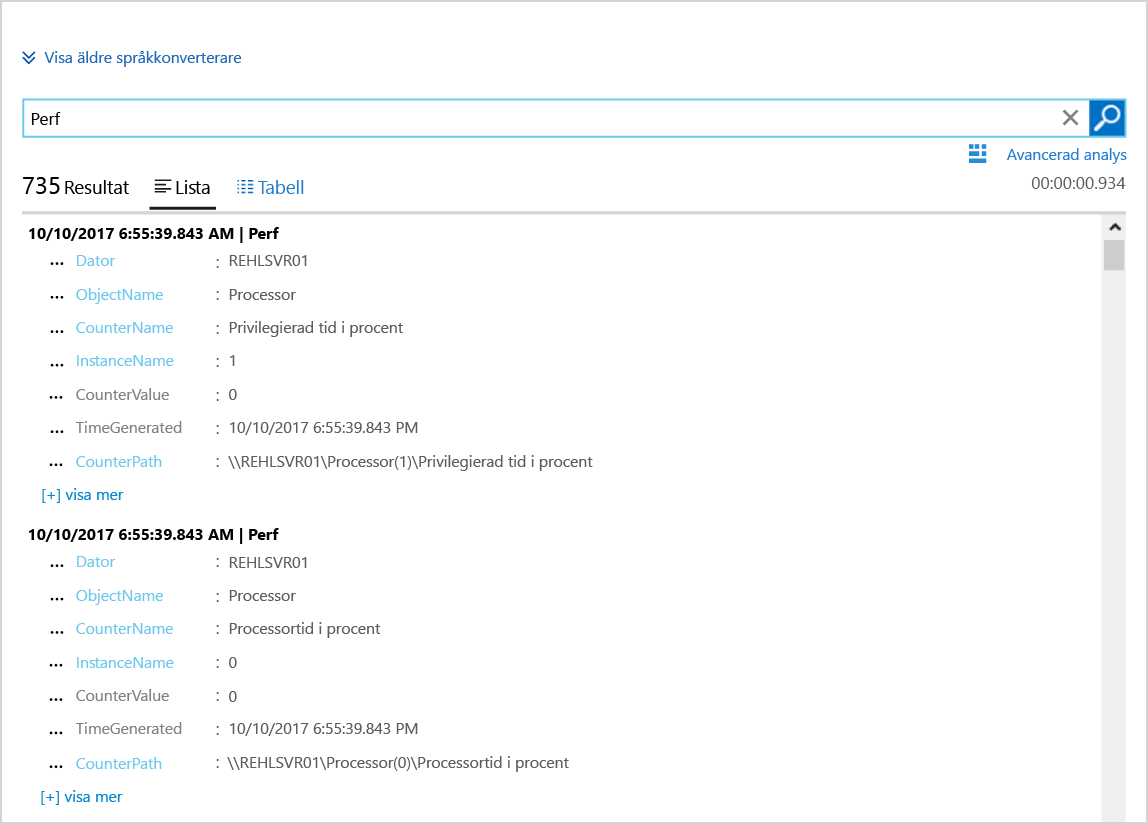 Visa äldre språkkonverterare
Perf
Avancerad analys
735 Resultat Lista Tabell 00:00:00.934
10/10/2017 6:55:39.843 AM | Perf
... Dator : REHLSVR01
... ObjectName : Processor
... CounterName : Privilegierad tid i procent
... InstanceName : 1
... CounterValue : 0
... TimeGenerated : 10/10/2017 6:55:39.843 PM
... CounterPath : \\REHLSVR01\Processor(1)\Privilegierad tid i procent
[+] visa mer
10/10/2017 6:55:39.843 AM | Perf
... Dator : REHLSVR01
... ObjectName : Processor
... CounterName : Processortid i procent
... InstanceName : 0
... CounterValue : 0
... TimeGenerated : 10/10/2017 6:55:39.843 PM
... CounterPath : \\REHLSVR01\Processor(0)\Processortid i procent
[+] visa mer